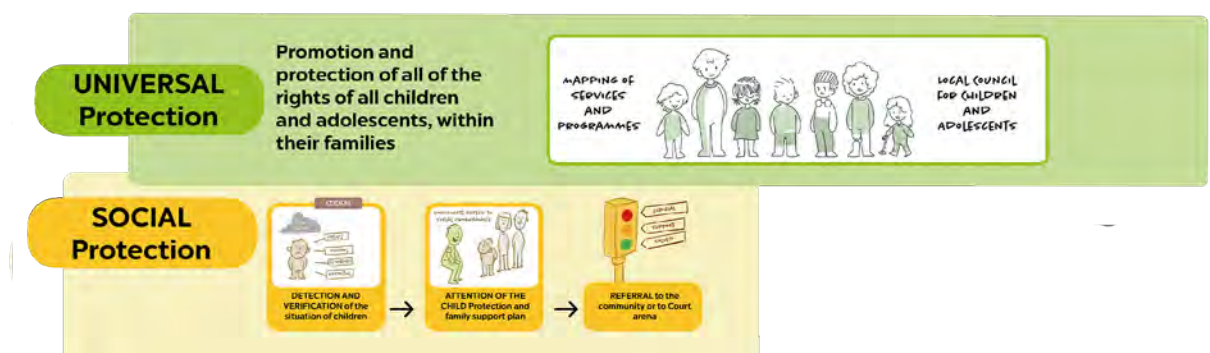 UNIVERSAL
Protection
Promotion and
protection of all of the
rights of all children
and adolescents, within
their families
MAPPING OF
SERVICES
AND
PROGRAMMES
LOCAL COUNCIL
FOR CHILDREN
AND
ADOLESCENTS
SOCIAL
Protection
DETECTION AND
VERIFICATION of the
situation of children
→
ATTENTION OF THE
CHILD Protection and
family support plan
→
REFERRAL to the
community or to Court
arena